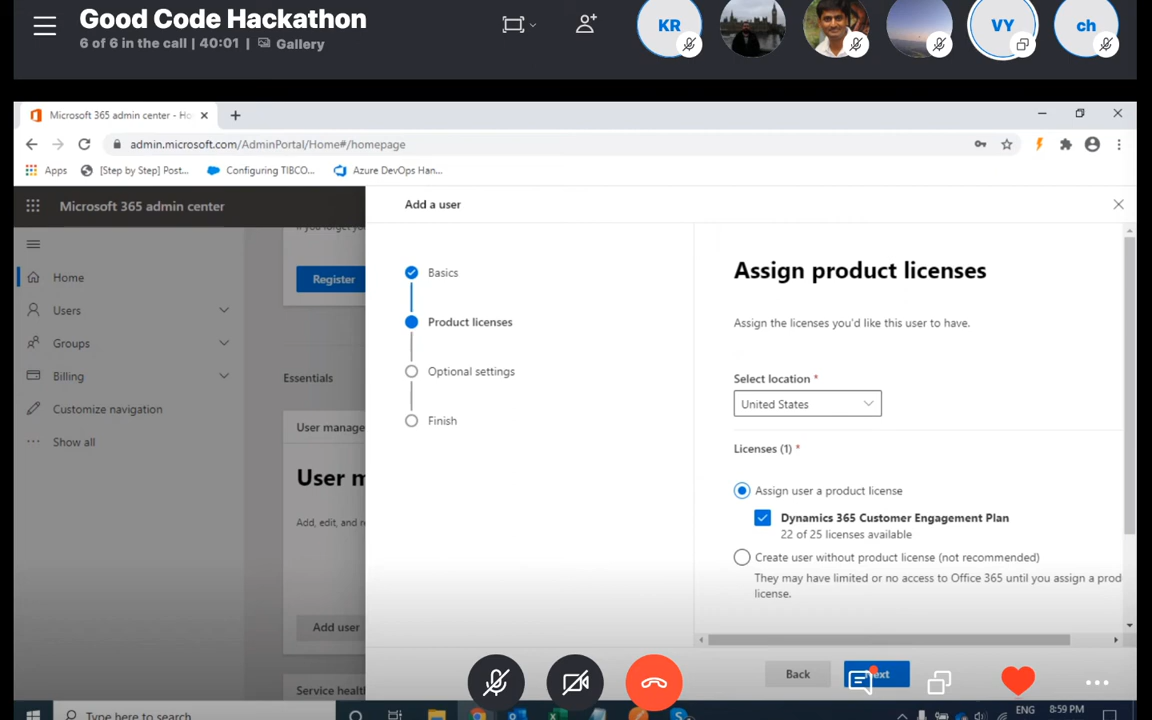 Good Code Hackathon
6 of 6 in the call | 40:01 | Gallery
KR
VY
ch
Microsoft 365 admin center - Ho
admin.microsoft.com/AdminPortal/Home#/homepage
Apps
[Step by Step] Post...
Configuring TIBCO...
Azure DevOps Han...
Microsoft 365 admin center
Add a user
Home
Users
Groups
Billing
Customize navigation
Show all
Register
Essentials
User manage
User m
Add, edit, and re
Add user
Service healt
Basics
Product licenses
Optional settings
Finish
Assign product licenses
Assign the licenses you'd like this user to have.
Select location *
United States
Licenses (1) *
Assign user a product license
Dynamics 365 Customer Engagement Plan
22 of 25 licenses available
Create user without product license (not recommended)
They may have limited or no access to Office 365 until you assign a prod
license.
Back
Type here to search
ENG
8:59 PM